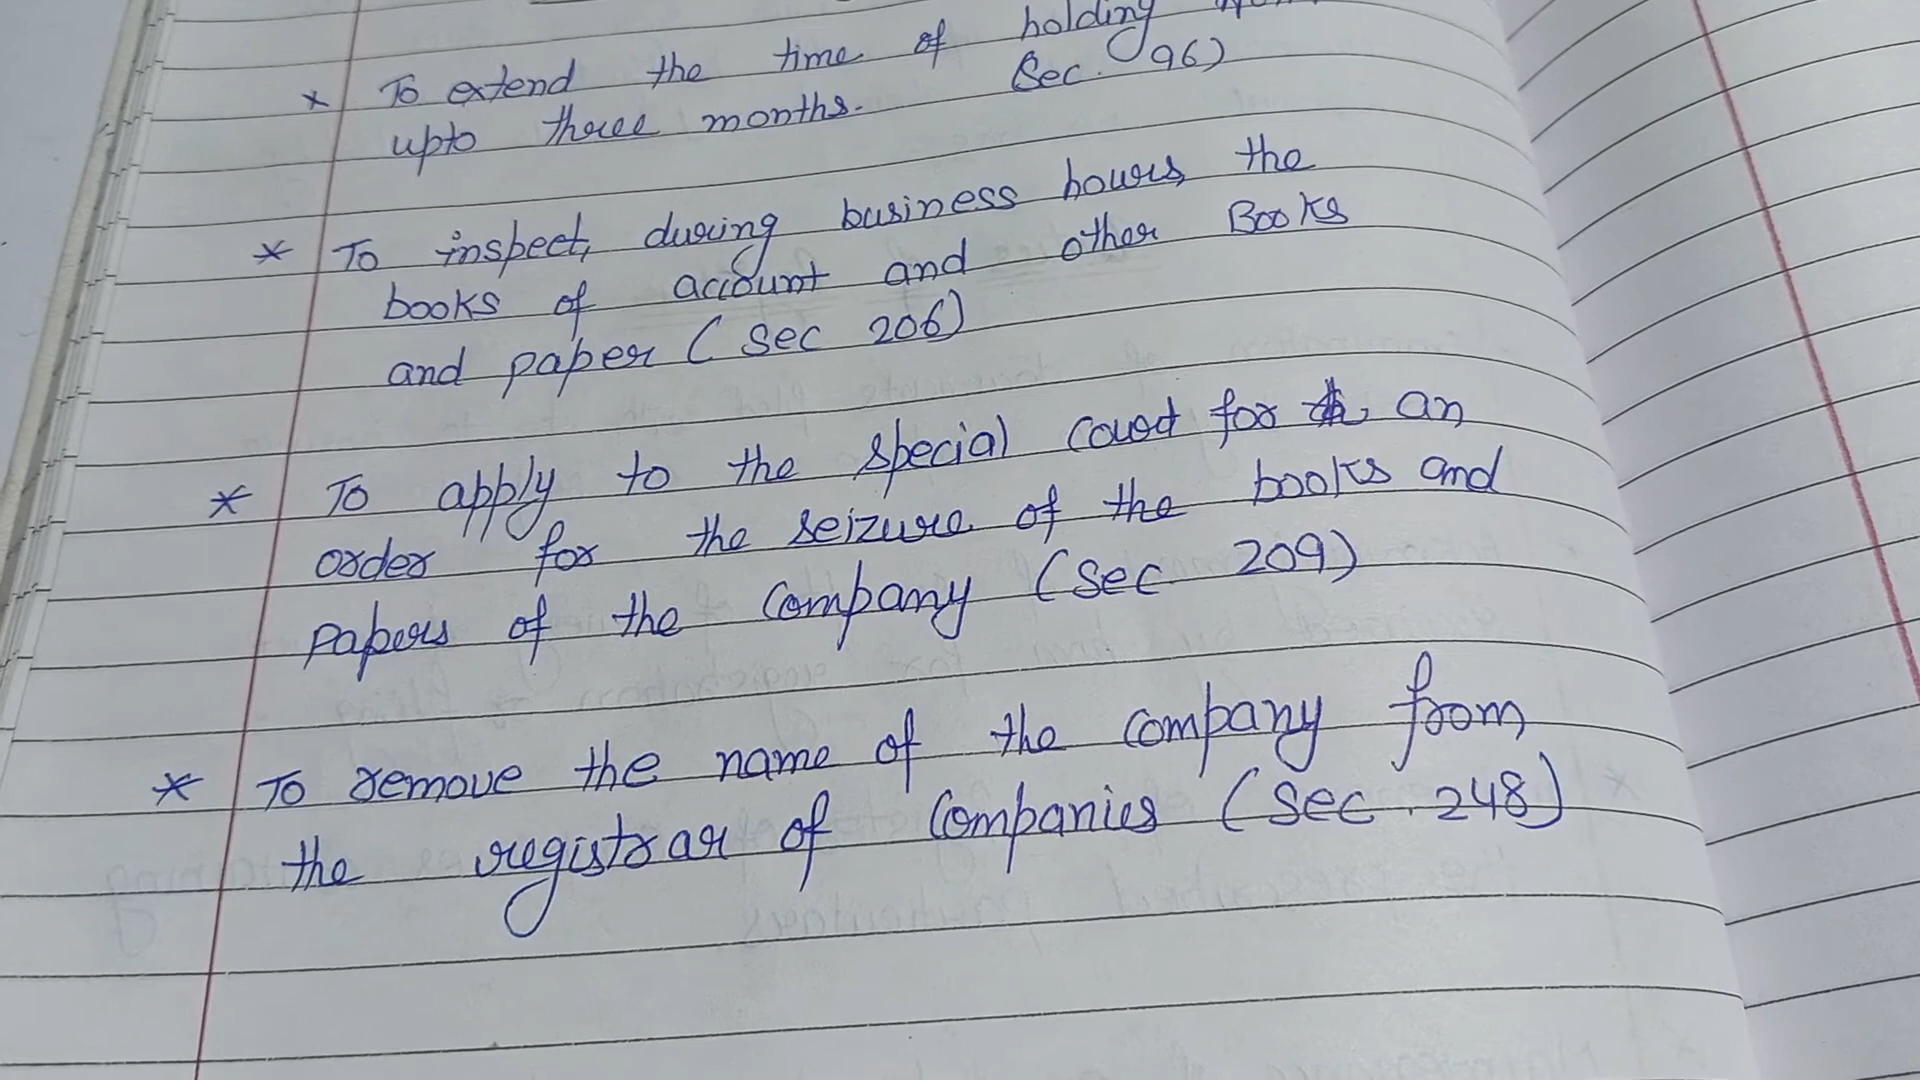 * To extend the time of holding
upto three months. (Sec. 96)
* To inspect, during business hours, the
books of account and other Books
and paper (Sec 206)
* To apply to the special court for an
order for the seizure of the books and
papers of the company (Sec 209)
* To remove the name of the company from
the registrar of Companies (Sec. 248)